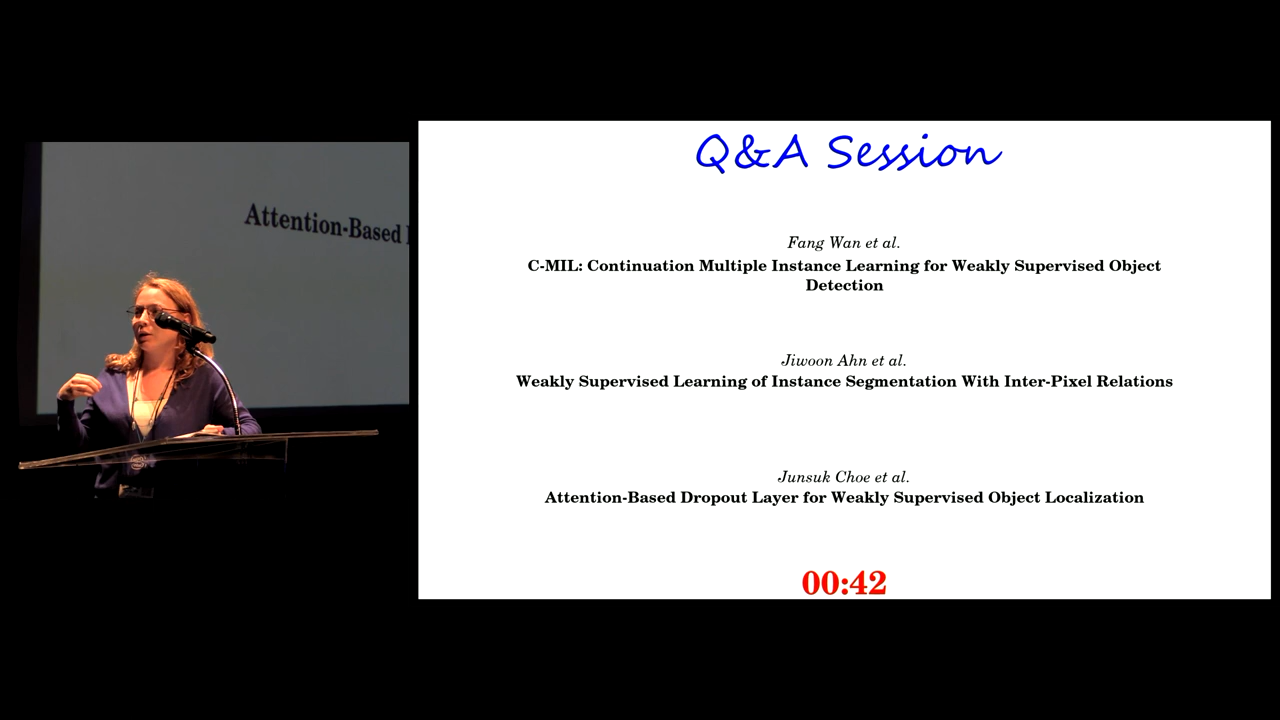 Attention-Based
Q&A Session
Fang Wan et al.
C-MIL: Continuation Multiple Instance Learning for Weakly Supervised Object
Detection
Jiwoon Ahn et al.
Weakly Supervised Learning of Instance Segmentation With Inter-Pixel Relations
Junsuk Choe et al.
Attention-Based Dropout Layer for Weakly Supervised Object Localization
00:42